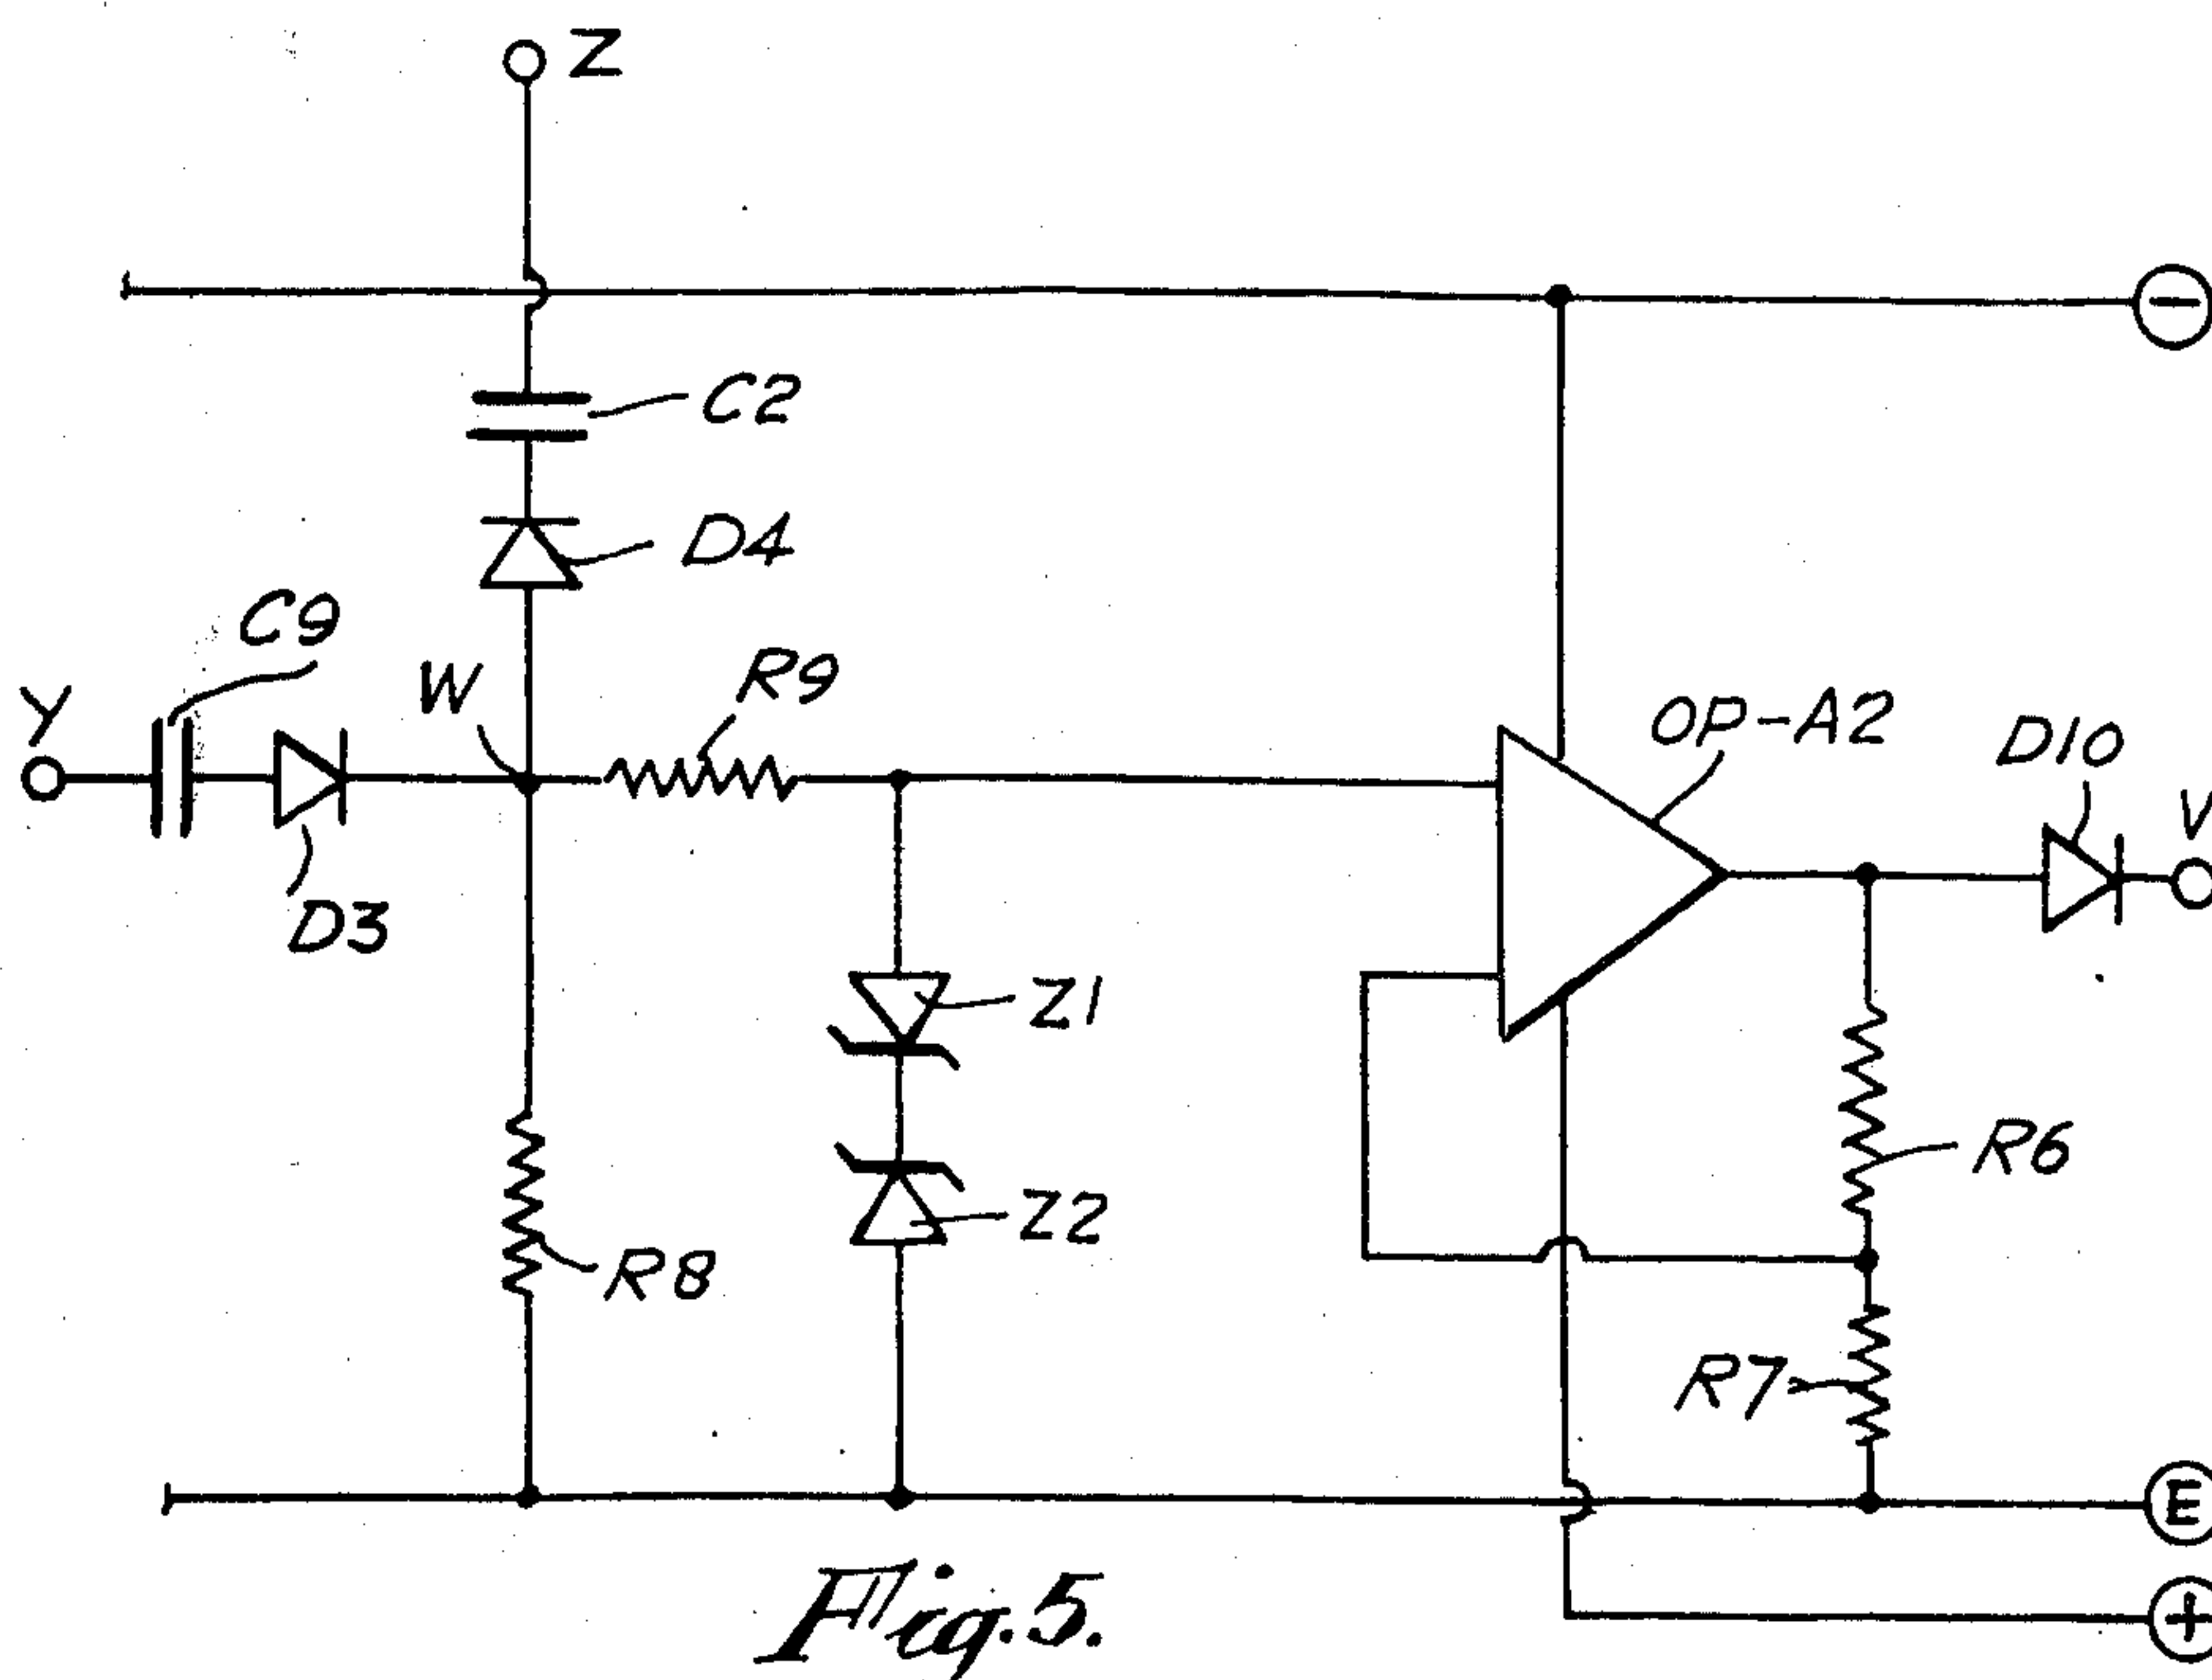 Z
−
C2
D4
C9
W
R9
Y
OP-A2
D10
V
D3
Z1
R6
Z2
R8
R7
E
+
Fig. 5.